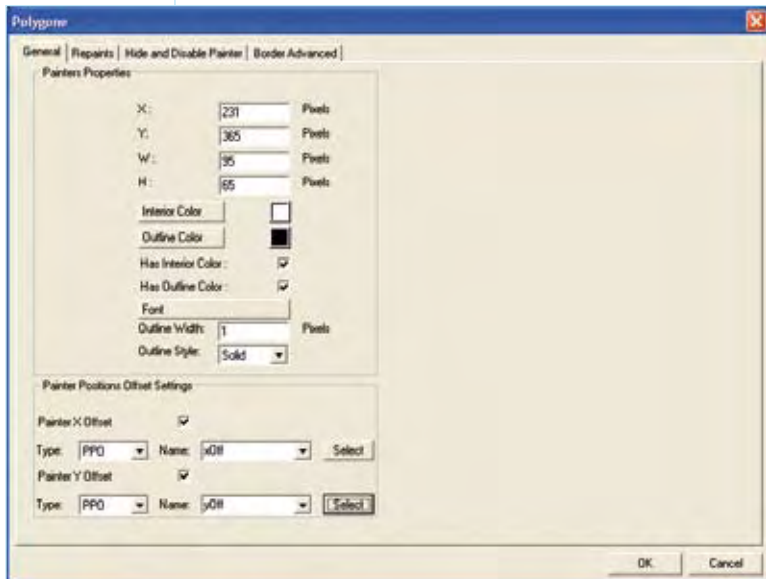 Polygone
General | Repaints | Hide and Disable Painter | Border Advanced
Painters Properties
X: 231 Pixels
Y: 365 Pixels
W: 95 Pixels
H: 65 Pixels
Interior Color
Outline Color
Has Interior Color:
Has Outline Color:
Font
Outline Width: 1 Pixels
Outline Style: Solid
Painter Positions Offset Settings
Painter X Offset
Type: PPO Name: xOff Select
Painter Y Offset
Type: PPO Name: yOff Select
OK Cancel